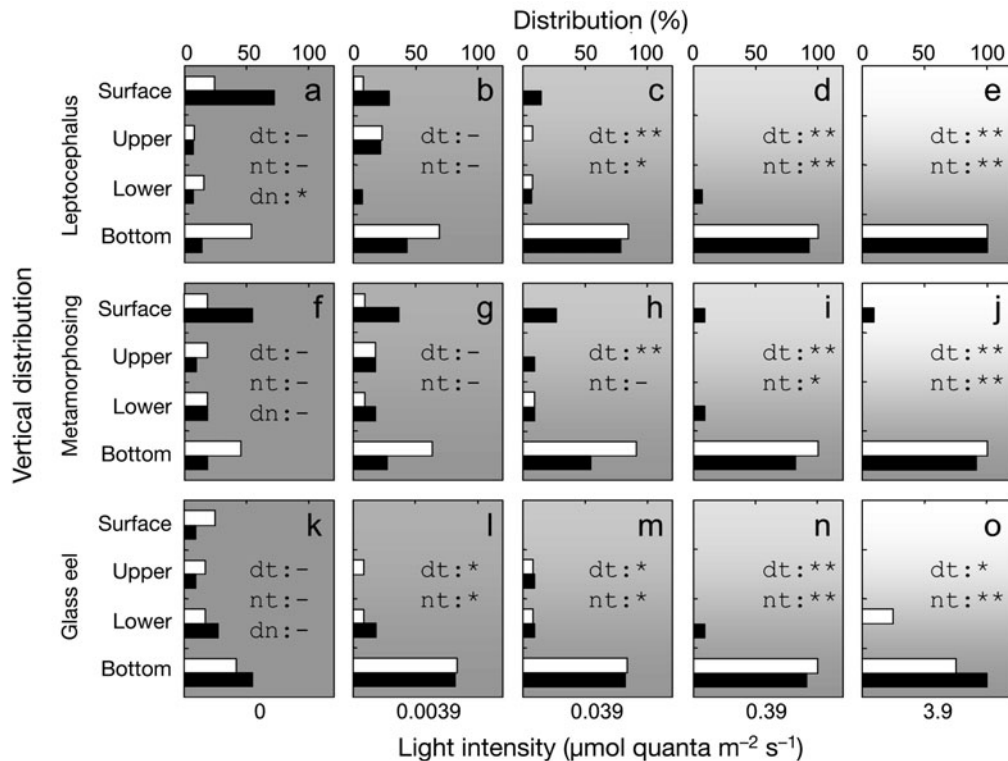 Distribution (%)
0 50 100 0 50 100 0 50 100 0 50 100 0 50 100
Vertical distribution
Leptocephalus
Surface
Upper
Lower
Bottom
a
dt:-
nt:-
dn:*
b
dt:-
nt:-
c
dt:**
nt:*
d
dt:**
nt:**
e
dt:**
nt:**
Metamorphosing
Surface
Upper
Lower
Bottom
f
dt:-
nt:-
dn:-
g
dt:-
nt:-
h
dt:**
nt:-
i
dt:**
nt:*
j
dt:**
nt:**
Glass eel
Surface
Upper
Lower
Bottom
k
dt:-
nt:-
dn:-
l
dt:*
nt:*
m
dt:*
nt:*
n
dt:**
nt:**
o
dt:*
nt:**
0 0.0039 0.039 0.39 3.9
Light intensity (µmol quanta m⁻² s⁻¹)